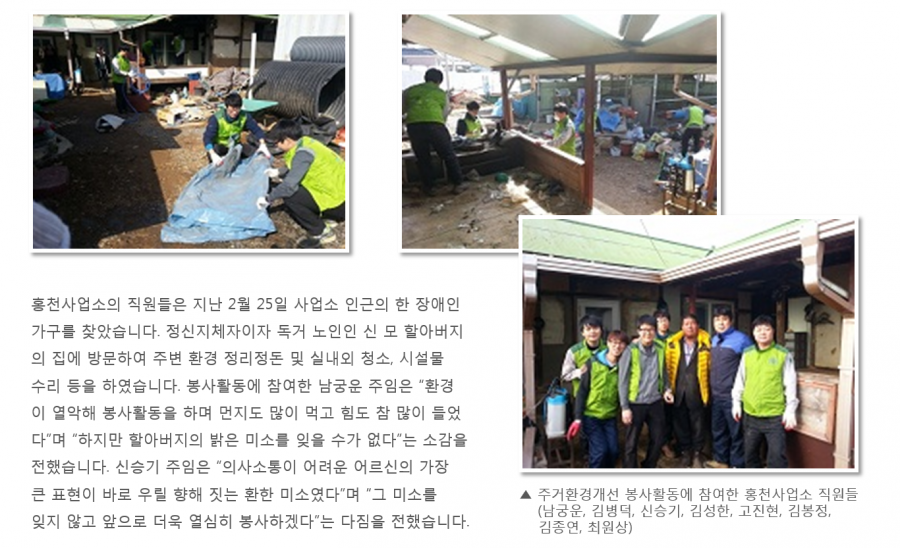 홍천사업소의 직원들은 지난 2월 25일 사업소 인근의 한 장애인
가구를 찾았습니다. 정신지체자이자 독거 노인인 신 모 할아버지
의 집에 방문하여 주변 환경 정리정돈 및 실내외 청소, 시설물
수리 등을 하였습니다. 봉사활동에 참여한 남궁운 주임은 “환경
이 열악해 봉사활동을 하며 먼지도 많이 먹고 힘도 참 많이 들었
다”며 “하지만 할아버지의 밝은 미소를 잊을 수가 없다”는 소감을
전했습니다. 신승기 주임은 “의사소통이 어려운 어르신의 가장
큰 표현이 바로 우릴 향해 짓는 환한 미소였다”며 “그 미소를
잊지 않고 앞으로 더욱 열심히 봉사하겠다”는 다짐을 전했습니다.
▲ 주거환경개선 봉사활동에 참여한 홍천사업소 직원들
(남궁운, 김병덕, 신승기, 김성한, 고진현, 김봉정,
김종연, 최원상)